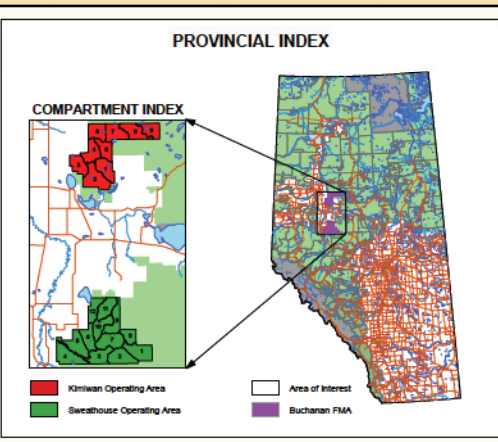 PROVINCIAL INDEX
COMPARTMENT INDEX
Kimiwan Operating Area
Sweathouse Operating Area
Area of Interest
Buchanan FMA